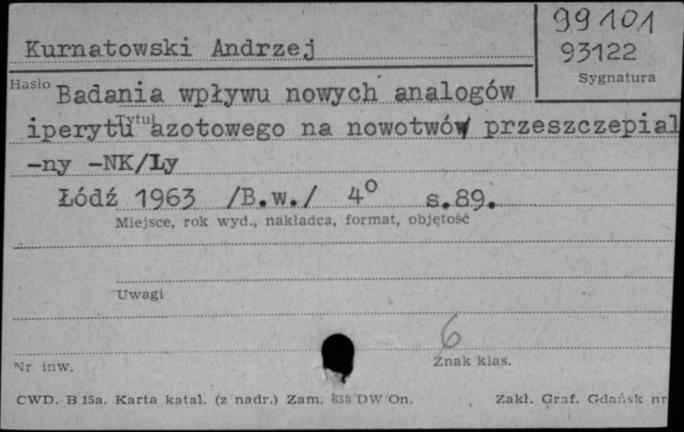 99101
Kurnatowski Andrzej
93122
Sygnatura
Hasło
Badania wpływu nowych analogów
Tytuł
iperytu azotowego na nowotwór przeszczepial
-ny -NK/Ly
Łódź 1963 /B.w./ 4° s.89.
Miejsce, rok wyd., nakładca, format, objętość
Uwagi
6
Nr inw.
Znak klas.
CWD. B 15a. Karta katal. (z nadr.) Zam. 858 DW On. Zakł. Graf. Gdańsk nr